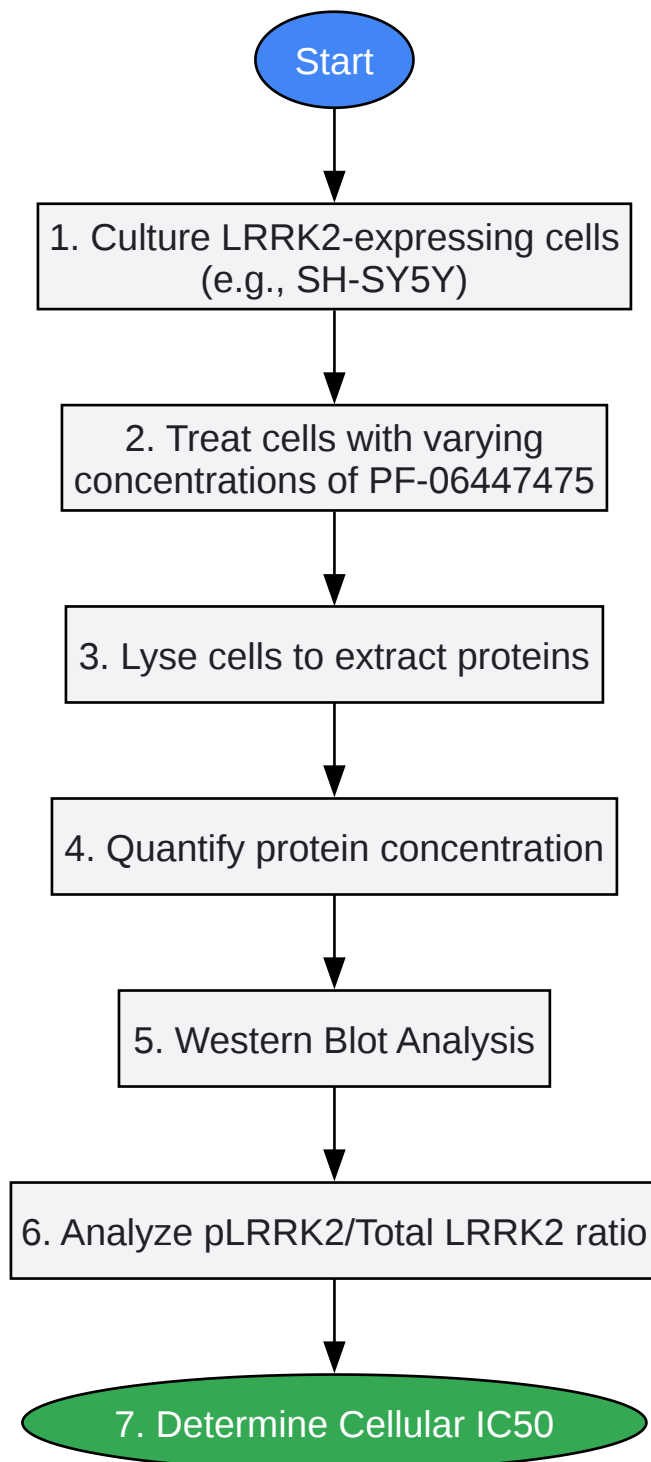 Start
1. Culture LRRK2-expressing cells
(e.g., SH-SY5Y)
2. Treat cells with varying
concentrations of PF-06447475
3. Lyse cells to extract proteins
4. Quantify protein concentration
5. Western Blot Analysis
6. Analyze pLRRK2/Total LRRK2 ratio
7. Determine Cellular IC50